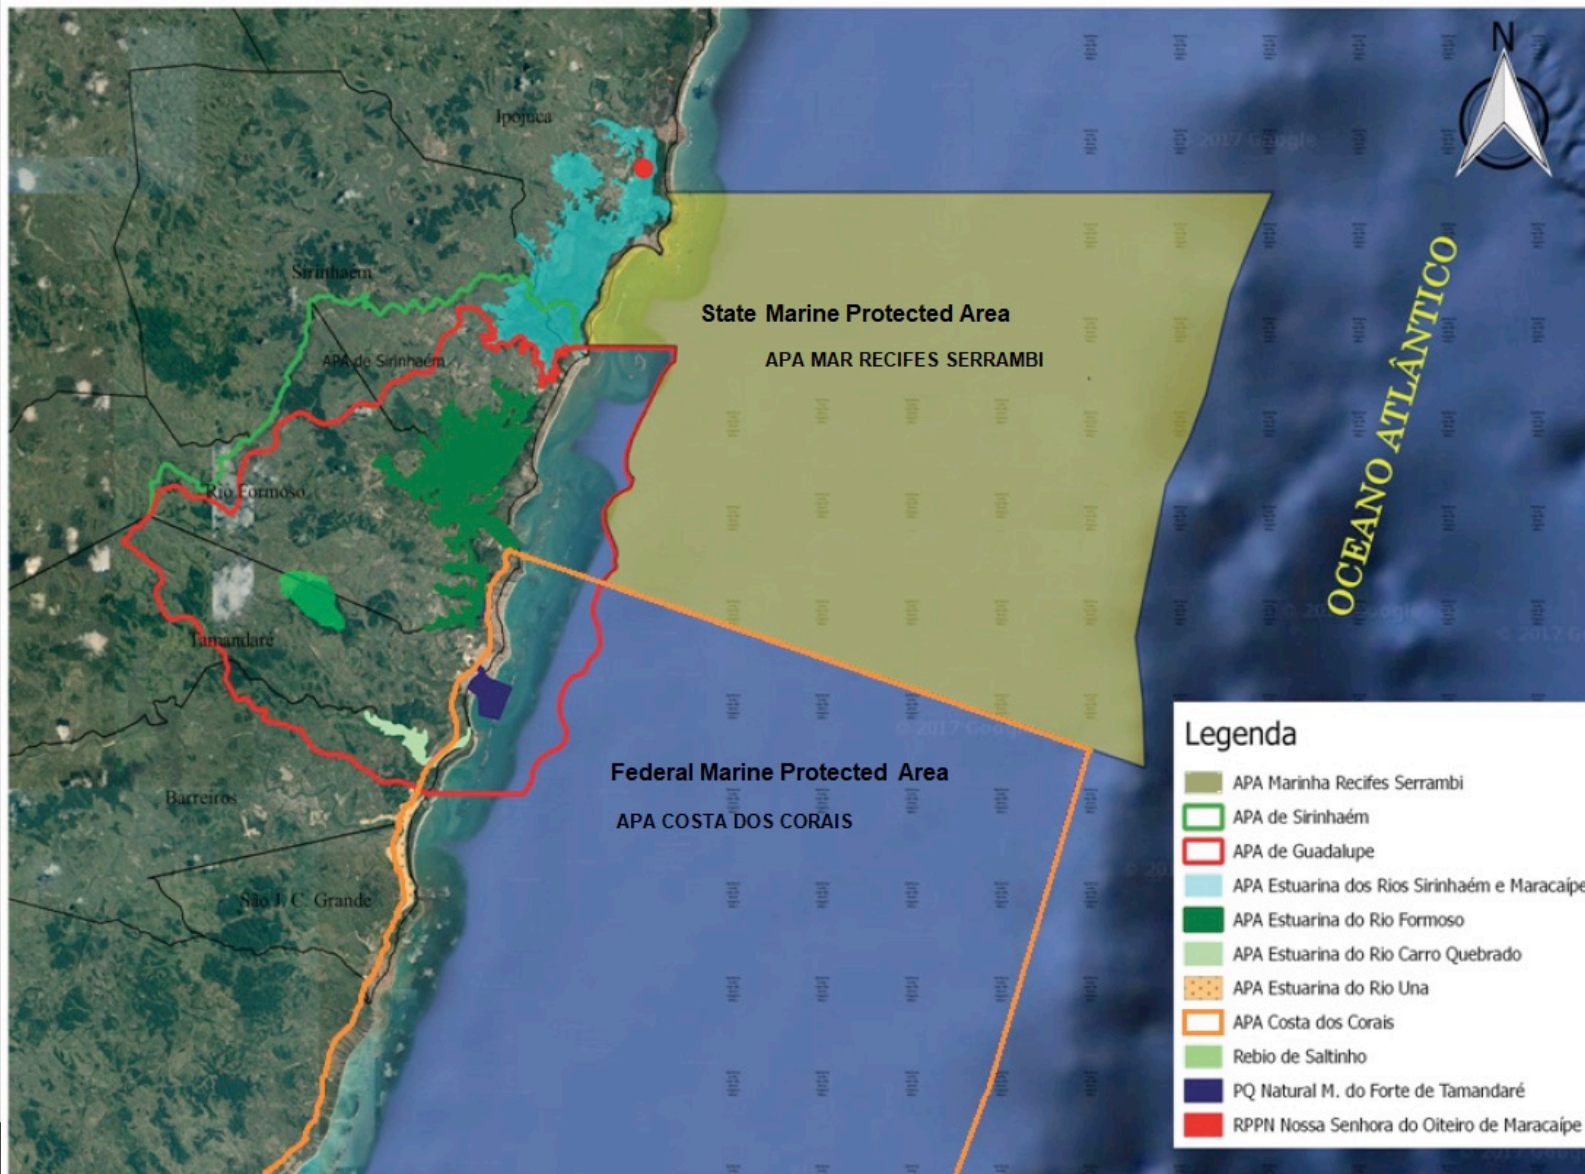 N
© 2017 Google
Ipojuca
Sirinhaém
State Marine Protected Area
APA MAR RECIFES SERRAMBI
APA de Sirinhaém
OCEANO ATLÂNTICO
Rio Formoso
Tamandaré
© 2017 Google
Federal Marine Protected Area
APA COSTA DOS CORAIS
Barreiros
São J. C. Grande
Legenda
APA Marinha Recifes Serrambi
APA de Sirinhaém
APA de Guadalupe
APA Estuarina dos Rios Sirinhaém e Maracaípe
APA Estuarina do Rio Formoso
APA Estuarina do Rio Carro Quebrado
APA Estuarina do Rio Una
APA Costa dos Corais
Rebio de Saltinho
PQ Natural M. do Forte de Tamandaré
RPPN Nossa Senhora do Oiteiro de Maracaípe